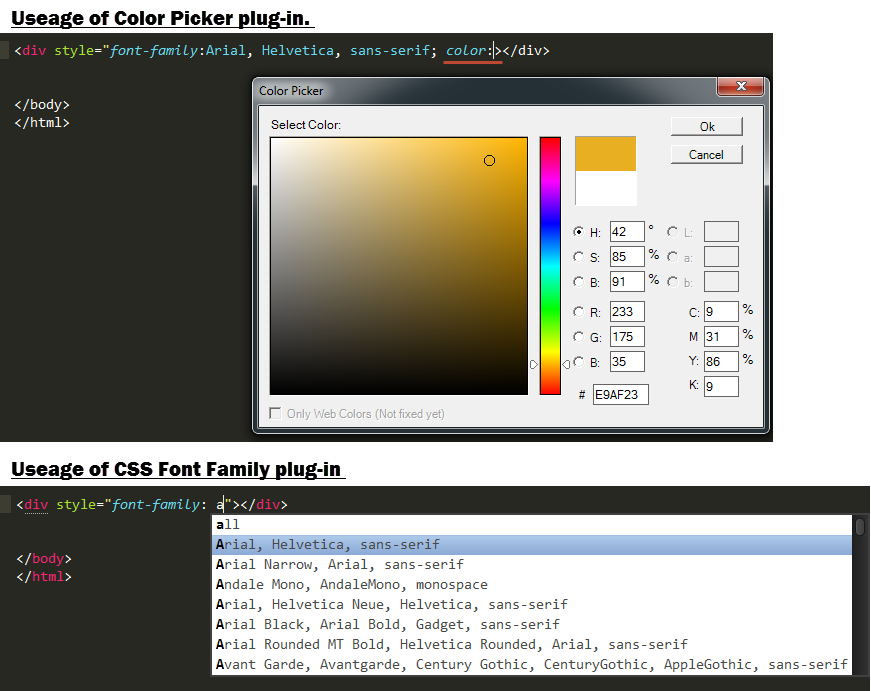 Useage of Color Picker plug-in.
<div style="font-family:Arial, Helvetica, sans-serif; color:></div>
</body>
</html>
Color Picker
Select Color:
Ok
Cancel
H: 42 ° L:
S: 85 % a:
B: 91 % b:
R: 233 C: 9 %
G: 175 M 31 %
B: 35 Y: 86 %
K: 9
# E9AF23
Only Web Colors (Not fixed yet)
Useage of CSS Font Family plug-in
<div style="font-family: a"></div>
all
Arial, Helvetica, sans-serif
Arial Narrow, Arial, sans-serif
Andale Mono, AndaleMono, monospace
Arial, Helvetica Neue, Helvetica, sans-serif
Arial Black, Arial Bold, Gadget, sans-serif
Arial Rounded MT Bold, Helvetica Rounded, Arial, sans-serif
Avant Garde, Avantgarde, Century Gothic, CenturyGothic, AppleGothic, sans-serif
</body>
</html>